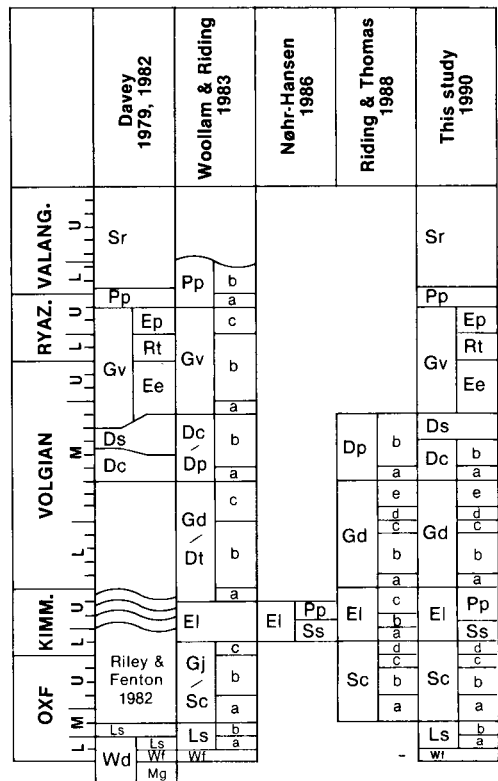 Davey
1979, 1982
Woollam & Riding
1983
Nøhr-Hansen
1986
Riding & Thomas
1988
This study
1990
VALANG.
U
L
RYAZ.
U
L
VOLGIAN
U
M
L
KIMM.
U
L
OXF
U
M
L
Sr
Pp
Gv
Ep
Rt
Ee
Ds
Dc
Riley &
Fenton
1982
Ls
Wd
Ls
Wf
Mg
Pp
b
a
Gv
c
b
a
Dc
/
Dp
b
a
Gd
/
Dt
c
b
a
El
Gj
/
Sc
c
b
a
Ls
b
a
Wf
El
Pp
Ss
Dp
b
a
Gd
e
d
c
b
a
El
c
b
a
Sc
d
c
b
a
Sr
Pp
Gv
Ep
Rt
Ee
Ds
Dc
b
a
Gd
e
d
c
b
a
El
Pp
Ss
Sc
d
c
b
a
Ls
b
a
Wf